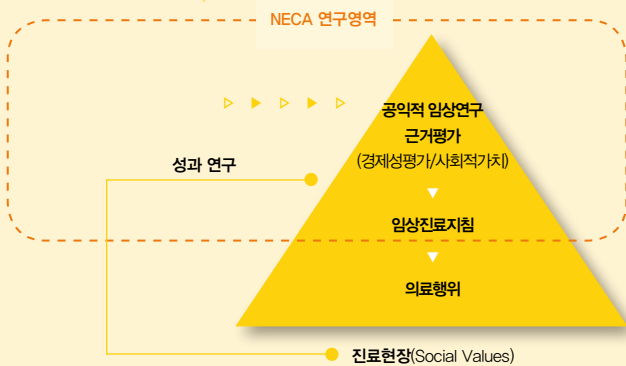 NECA 연구영역
공익적 임상연구
근거평가
(경제성평가/사회적가치)
성과 연구
임상진료지침
의료행위
진료현장(Social Values)